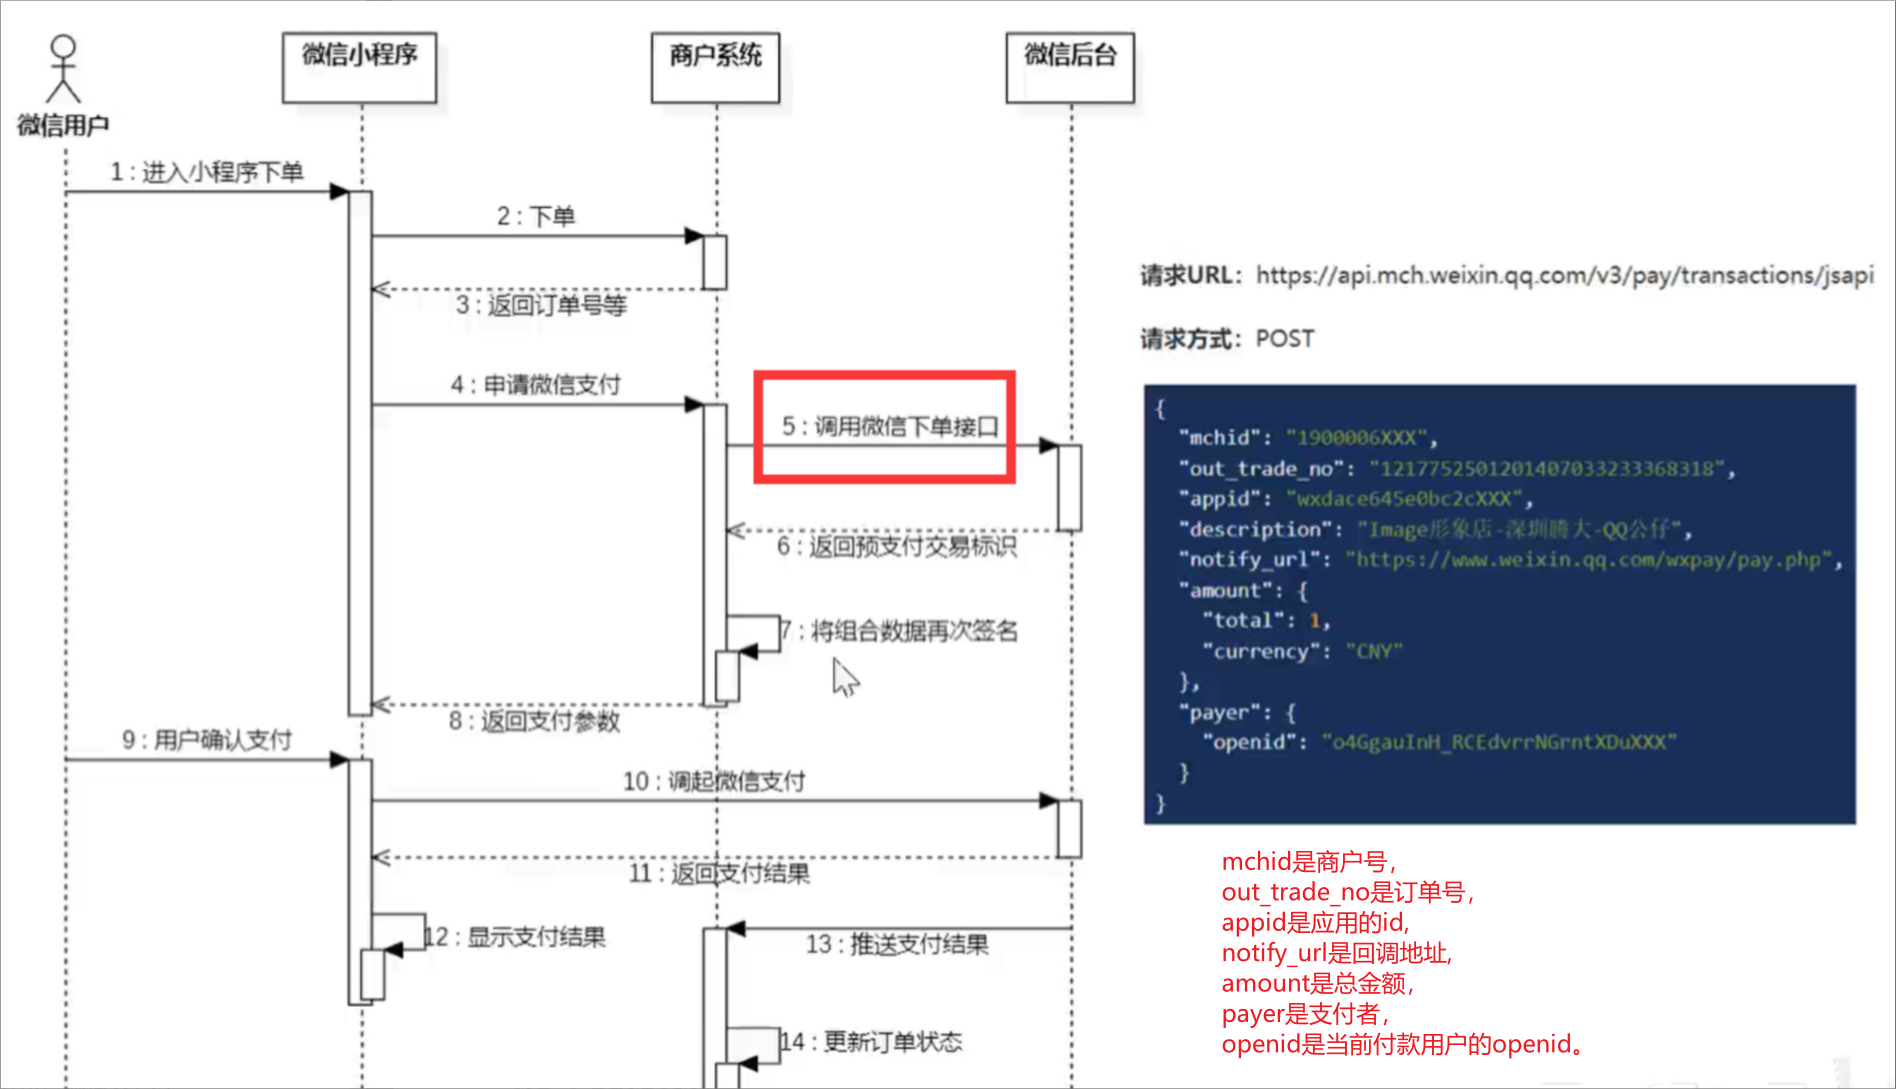 微信小程序
商户系统
微信后台
微信用户
1 : 进入小程序下单
2 : 下单
3 : 返回订单号等
4 : 申请微信支付
5 : 调用微信下单接口
6 : 返回预支付交易标识
7 : 将组合数据再次签名
8 : 返回支付参数
9 : 用户确认支付
10 : 调起微信支付
11 : 返回支付结果
12 : 显示支付结果
13 : 推送支付结果
14 : 更新订单状态
请求URL：https://api.mch.weixin.qq.com/v3/pay/transactions/jsapi
请求方式：POST
{
"mchid": "1900006XXX",
"out_trade_no": "1217752501201407033233368318",
"appid": "wxdace645e0bc2cXXX",
"description": "Image形象店-深圳腾大-QQ公仔",
"notify_url": "https://www.weixin.qq.com/wxpay/pay.php",
"amount": {
"total": 1,
"currency": "CNY"
},
"payer": {
"openid": "o4GgauInH_RCEdvrrNGrntXDuXXX"
}
}
mchid是商户号，
out_trade_no是订单号，
appid是应用的id,
notify_url是回调地址,
amount是总金额，
payer是支付者，
openid是当前付款用户的openid。